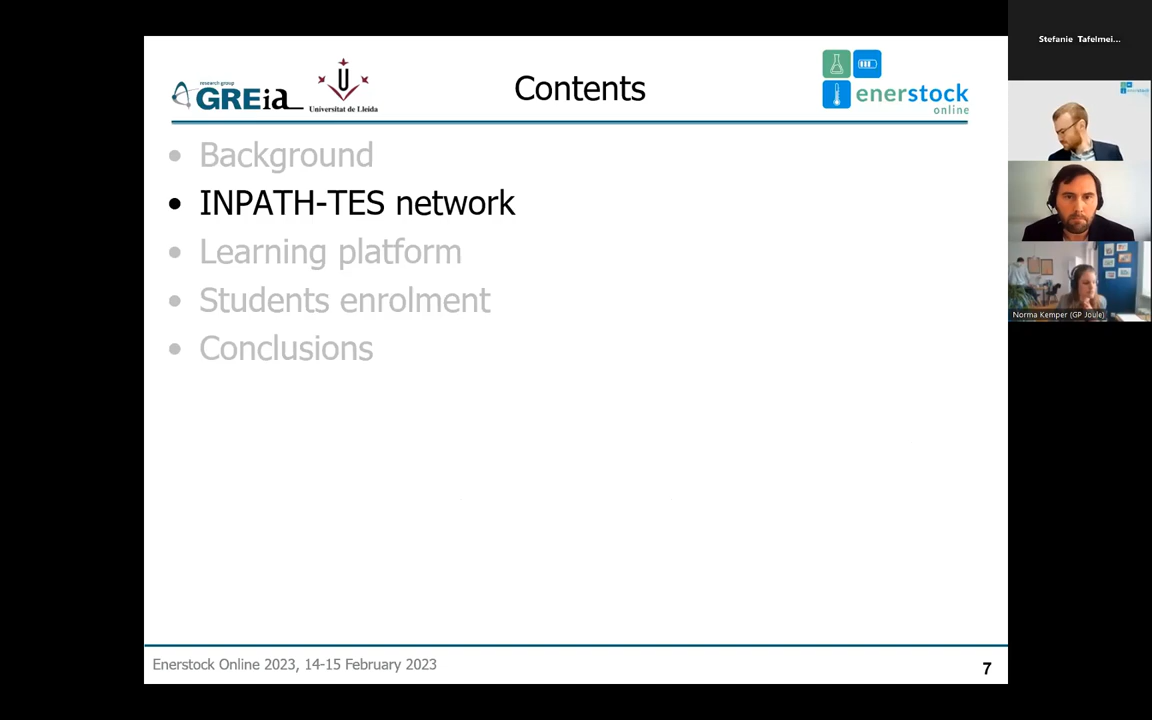 Stefanie Tafelmei...
research group
GREia
Universitat de Lleida
Contents
enerstock
online
• Background
• INPATH-TES network
• Learning platform
• Students enrolment
• Conclusions
Norma Kemper (GP Joule)
Enerstock Online 2023, 14-15 February 2023
7